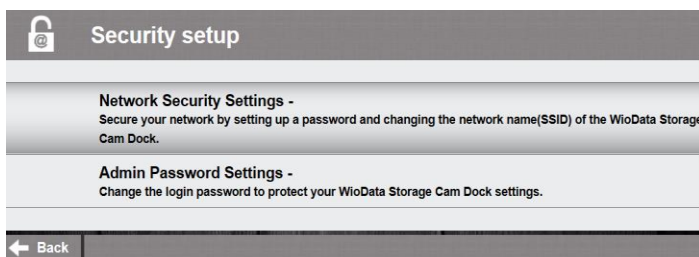 @
Security setup
Network Security Settings -
Secure your network by setting up a password and changing the network name(SSID) of the WioData Storage
Cam Dock.
Admin Password Settings -
Change the login password to protect your WioData Storage Cam Dock settings.
Back